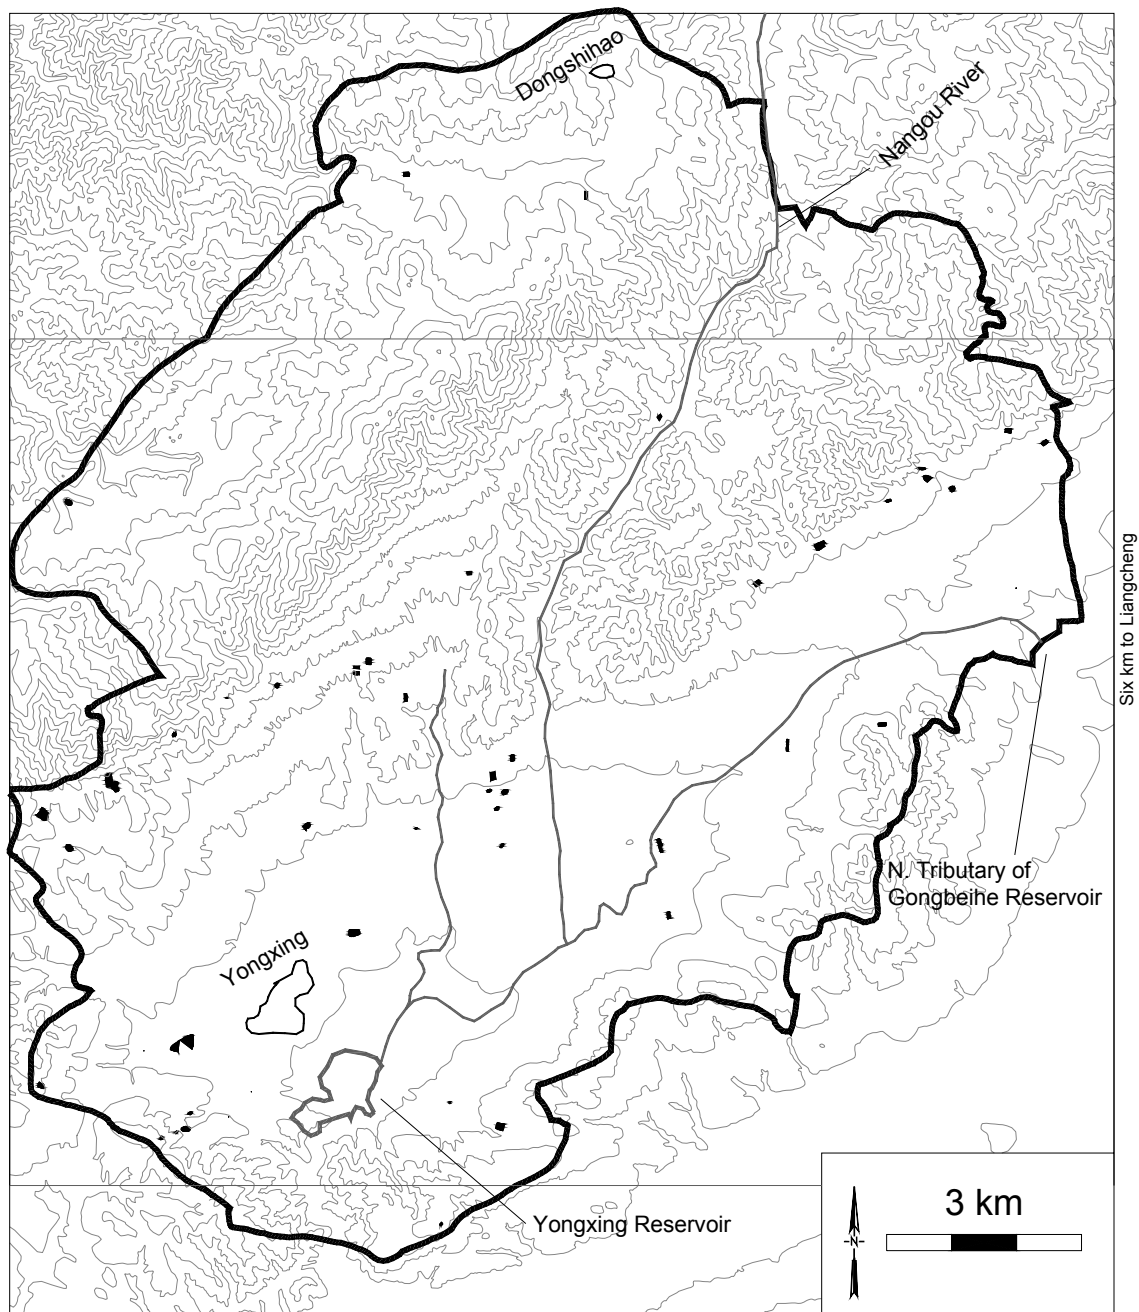 Dongshihao
Nangou River
Six km to Liangcheng
N. Tributary of
Gongbeihe Reservoir
Yongxing
Yongxing Reservoir
3 km
N